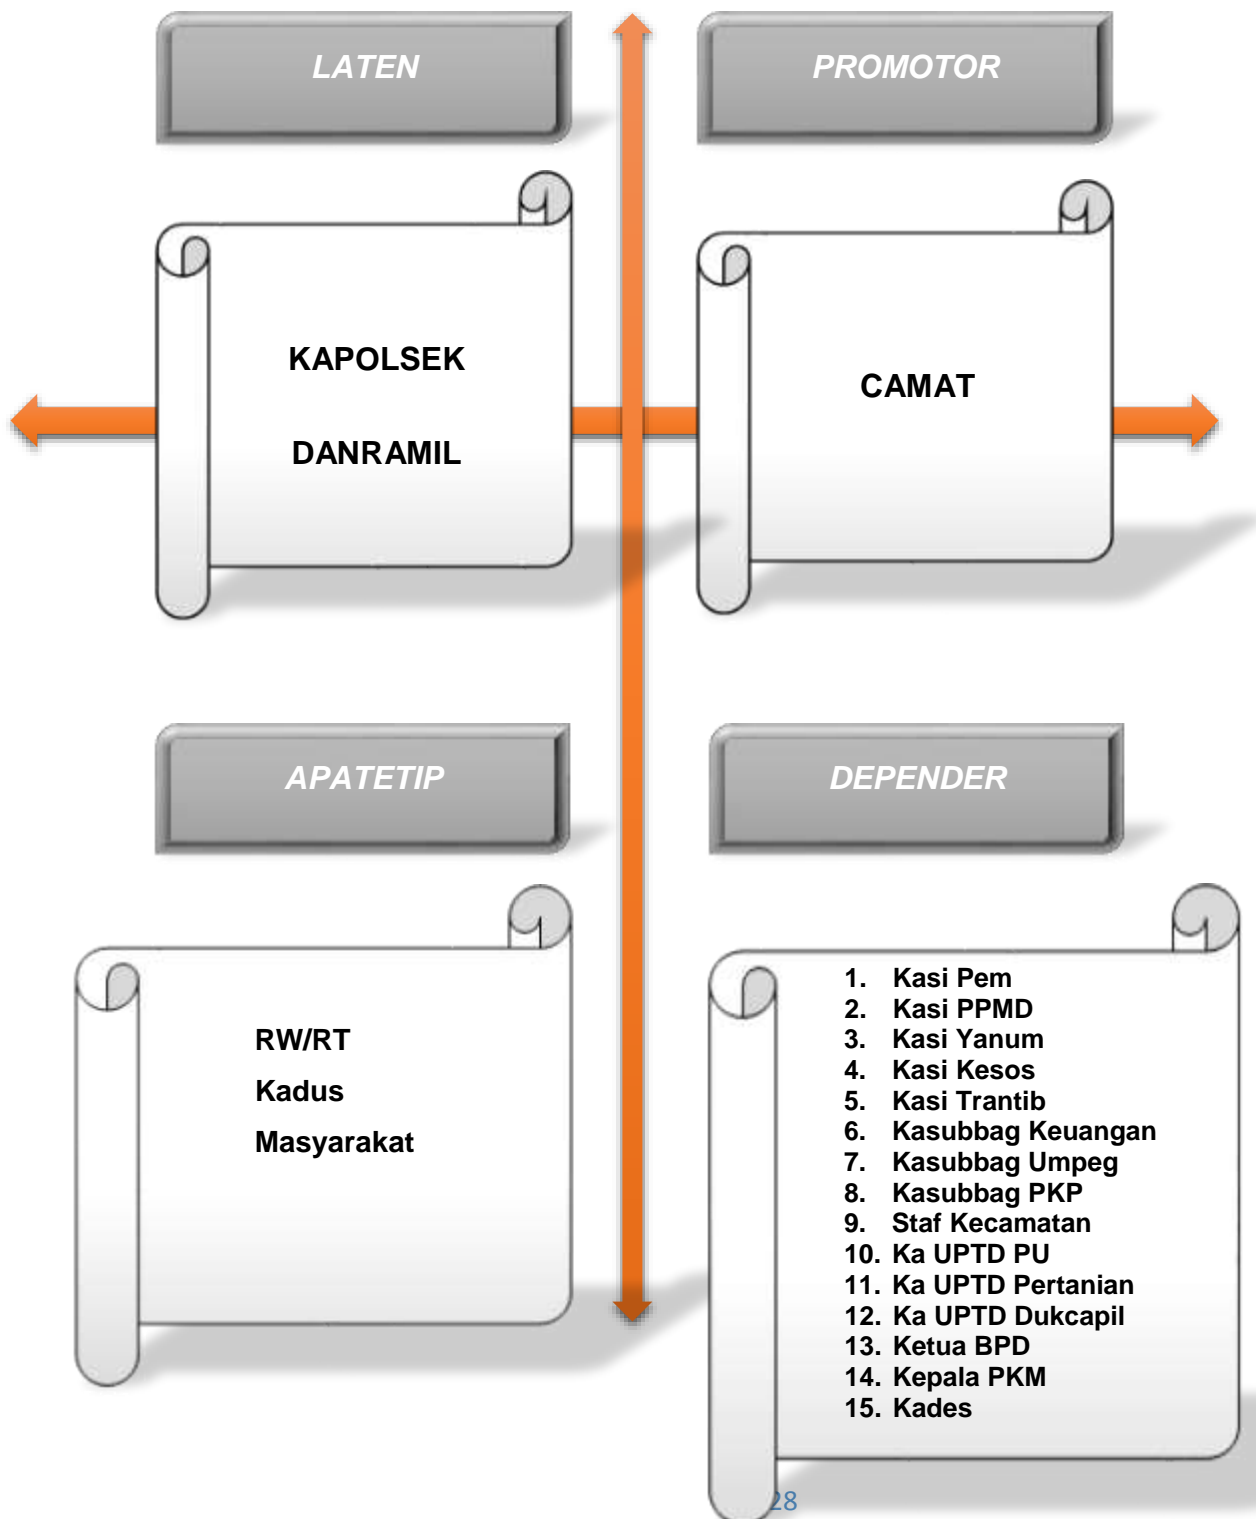 LATEN
PROMOTOR
KAPOLSEK
DANRAMIL
CAMAT
APATETIP
DEPENDER
RW/RT
Kadus
Masyarakat
1. Kasi Pem
2. Kasi PPMD
3. Kasi Yanum
4. Kasi Kesos
5. Kasi Trantib
6. Kasubbag Keuangan
7. Kasubbag Umpeg
8. Kasubbag PKP
9. Staf Kecamatan
10. Ka UPTD PU
11. Ka UPTD Pertanian
12. Ka UPTD Dukcapil
13. Ketua BPD
14. Kepala PKM
15. Kades
28